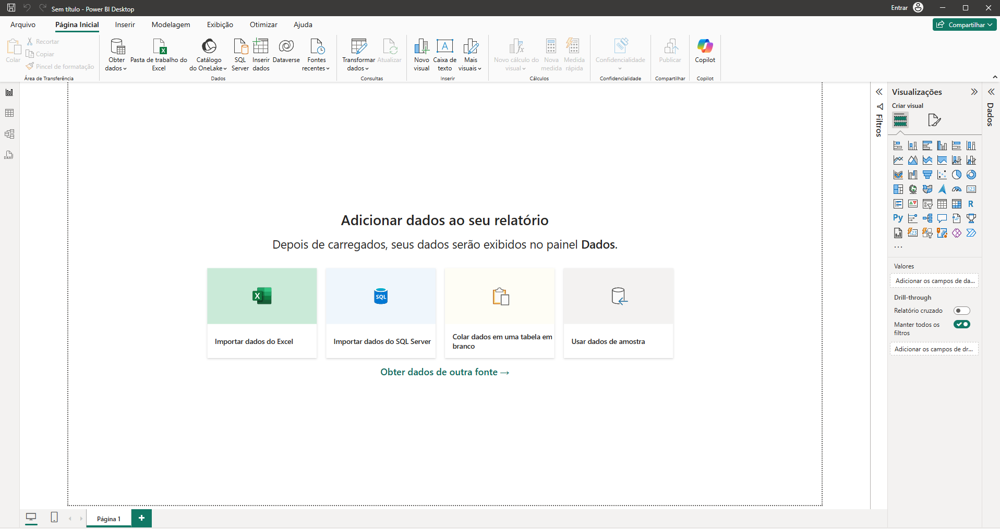 Sem título - Power BI Desktop
Entrar
Arquivo
Página Inicial
Inserir
Modelagem
Exibição
Otimizar
Ajuda
Compartilhar
Colar
Recortar
Copiar
Pincel de formatação
Área de Transferência
Obter
dados
Pasta de trabalho do
Excel
Catálogo
do OneLake
SQL
Server
Inserir
dados
Dataverse
Fontes
recentes
Dados
Transformar
dados
Atualizar
Consultas
Novo
visual
A
Caixa de
texto
Mais
visuais
Inserir
Novo cálculo do
visual
Nova
medida
Medida
rápida
Cálculos
Confidencialidade
Confidencialidade
Publicar
Compartilhar
Copilot
Copilot
DAX
Adicionar dados ao seu relatório
Depois de carregados, seus dados serão exibidos no painel Dados.
X
Importar dados do Excel
SQL
Importar dados do SQL Server
Colar dados em uma tabela em
branco
Usar dados de amostra
Obter dados de outra fonte →
Filtros
Visualizações
Criar visual
123
R
Py
123
...
Valores
Adicionar os campos de da...
Drill-through
Relatório cruzado
Manter todos os
filtros
Adicionar os campos de dr...
Dados
Página 1